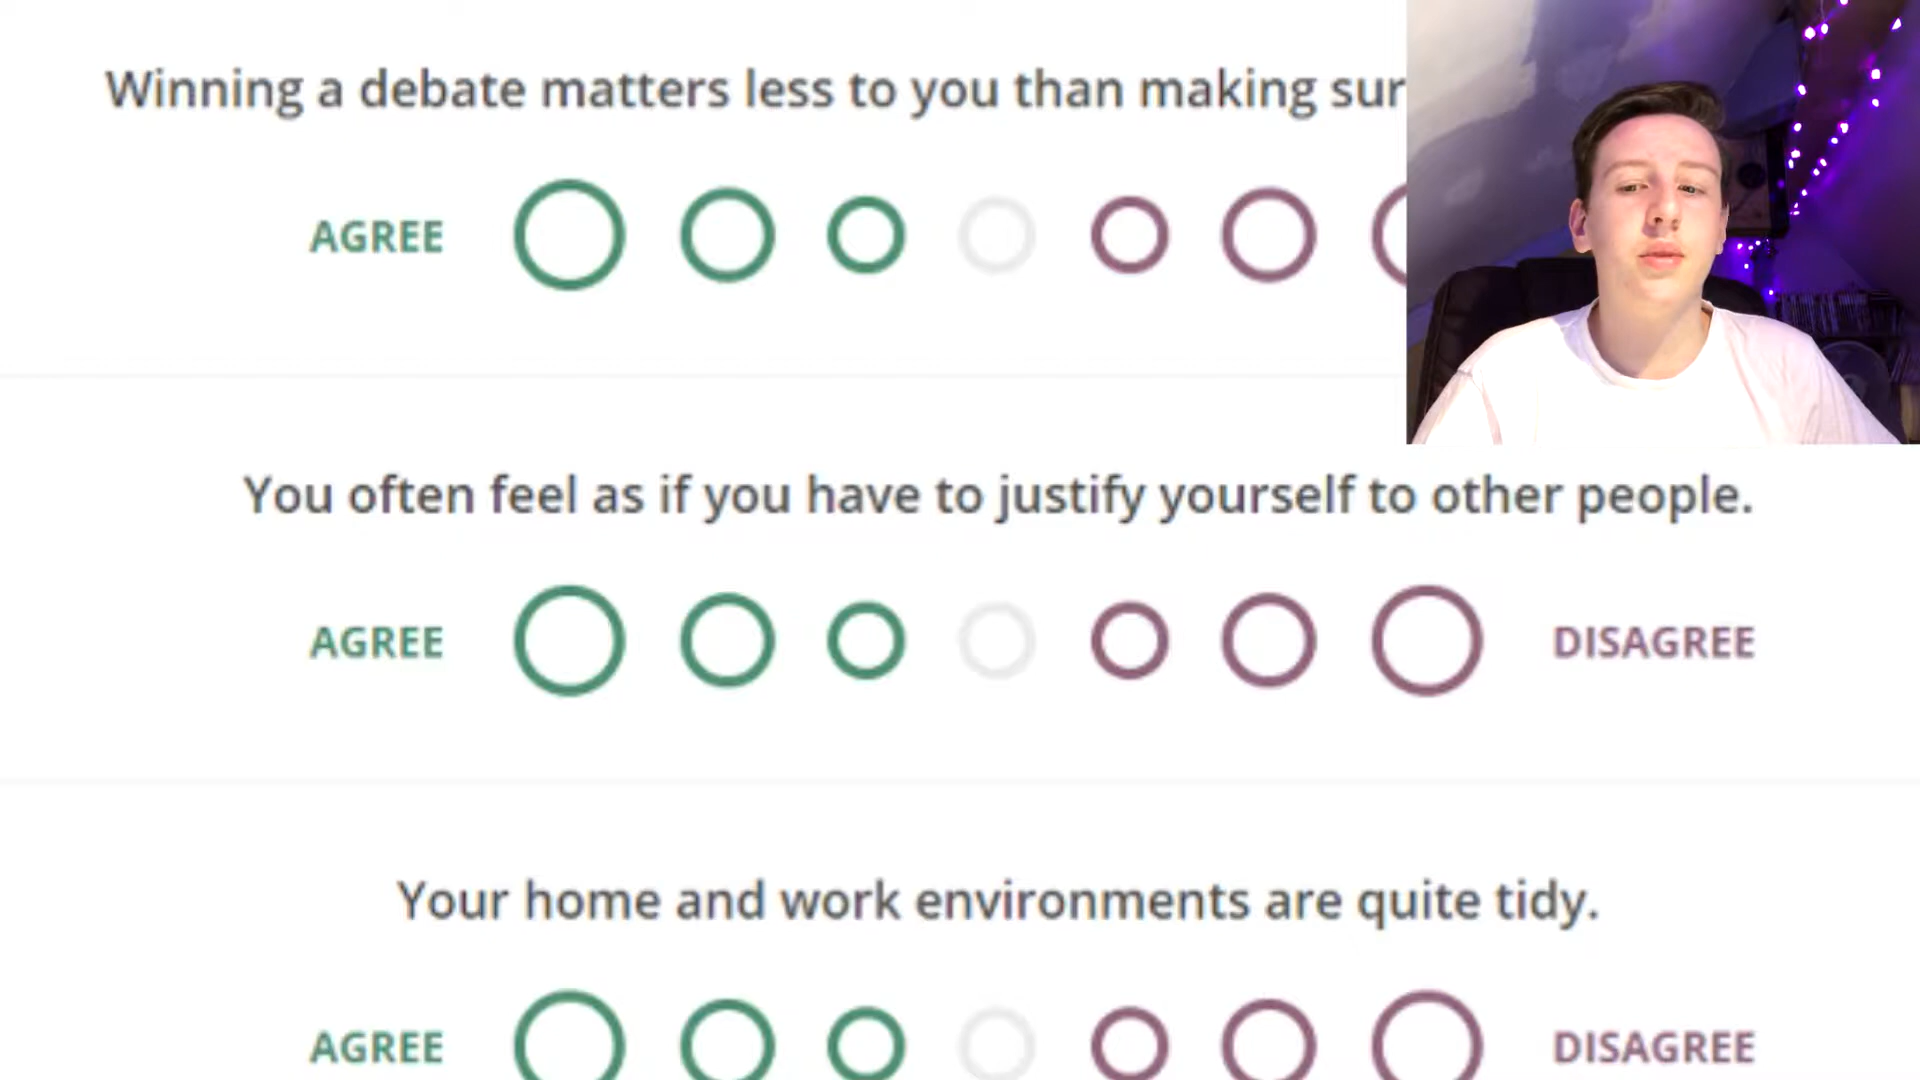 Winning a debate matters less to you than making sur
AGREE
You often feel as if you have to justify yourself to other people.
AGREE DISAGREE
Your home and work environments are quite tidy.
AGREE DISAGREE